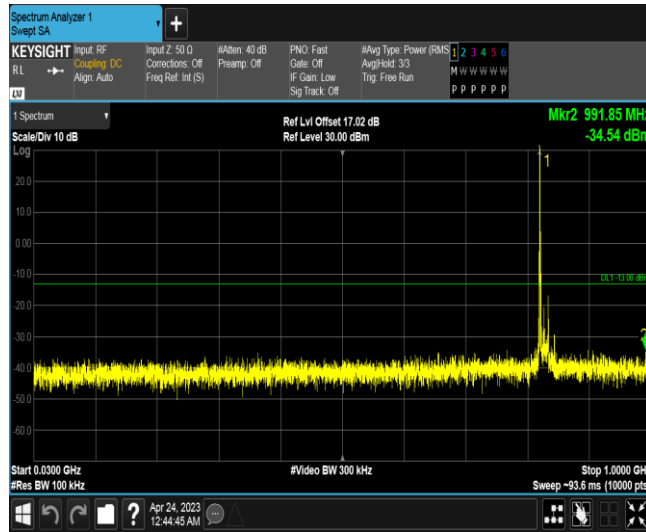 Spectrum Analyzer 1
Swept SA
+
KEYSIGHT
RL
LXI
Input: RF
Coupling: DC
Align: Auto
Input Z: 50 Ω
Corrections: Off
Freq Ref: Int (S)
#Atten: 40 dB
Preamp: Off
PNO: Fast
Gate: Off
IF Gain: Low
Sig Track: Off
#Avg Type: Power (RMS
Avg|Hold: 3/3
Trig: Free Run
1 2 3 4 5 6
M W W W W W
P P P P P P
1 Spectrum
Scale/Div 10 dB
Ref Lvl Offset 17.02 dB
Ref Level 30.00 dBm
Mkr2 991.85 MHz
-34.54 dBm
Log
1
20.0
10.0
0.00
-10.0
DL1 -13.00 dBm
-20.0
-30.0
2
-40.0
-50.0
-60.0
Start 0.0300 GHz
#Res BW 100 kHz
#Video BW 300 kHz
Stop 1.0000 GH
Sweep ~93.6 ms (10000 pts
?
Apr 24, 2023
12:44:45 AM